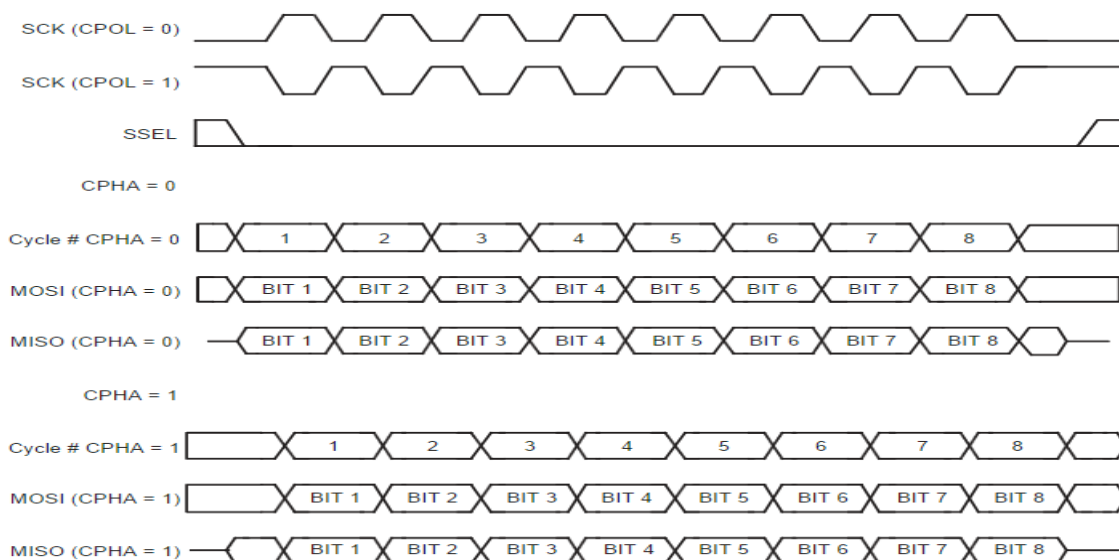 SCK (CPOL = 0)
SCK (CPOL = 1)
SSEL
CPHA = 0
Cycle # CPHA = 0 1 2 3 4 5 6 7 8
MOSI (CPHA = 0) BIT 1 BIT 2 BIT 3 BIT 4 BIT 5 BIT 6 BIT 7 BIT 8
MISO (CPHA = 0) BIT 1 BIT 2 BIT 3 BIT 4 BIT 5 BIT 6 BIT 7 BIT 8
CPHA = 1
Cycle # CPHA = 1 1 2 3 4 5 6 7 8
MOSI (CPHA = 1) BIT 1 BIT 2 BIT 3 BIT 4 BIT 5 BIT 6 BIT 7 BIT 8
MISO (CPHA = 1) BIT 1 BIT 2 BIT 3 BIT 4 BIT 5 BIT 6 BIT 7 BIT 8